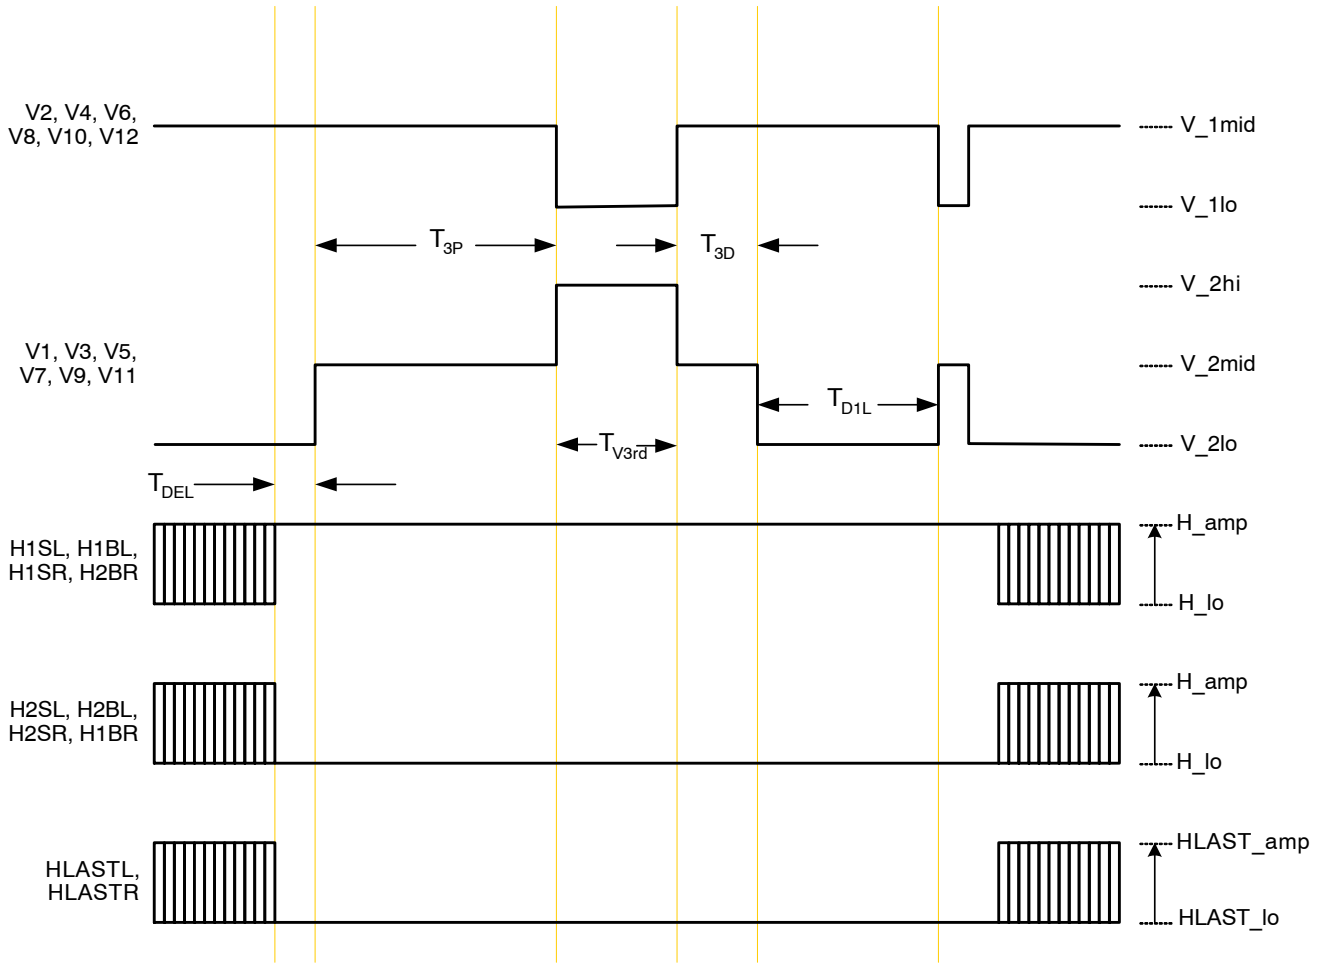 V2, V4, V6,
V8, V10, V12
V_1mid
V_1lo
T3P
T3D
V_2hi
V1, V3, V5,
V7, V9, V11
V_2mid
TD1L
TV3rd
V_2lo
TDEL
H1SL, H1BL,
H1SR, H2BR
H_amp
H_lo
H2SL, H2BL,
H2SR, H1BR
H_amp
H_lo
HLASTL,
HLASTR
HLAST_amp
HLAST_lo